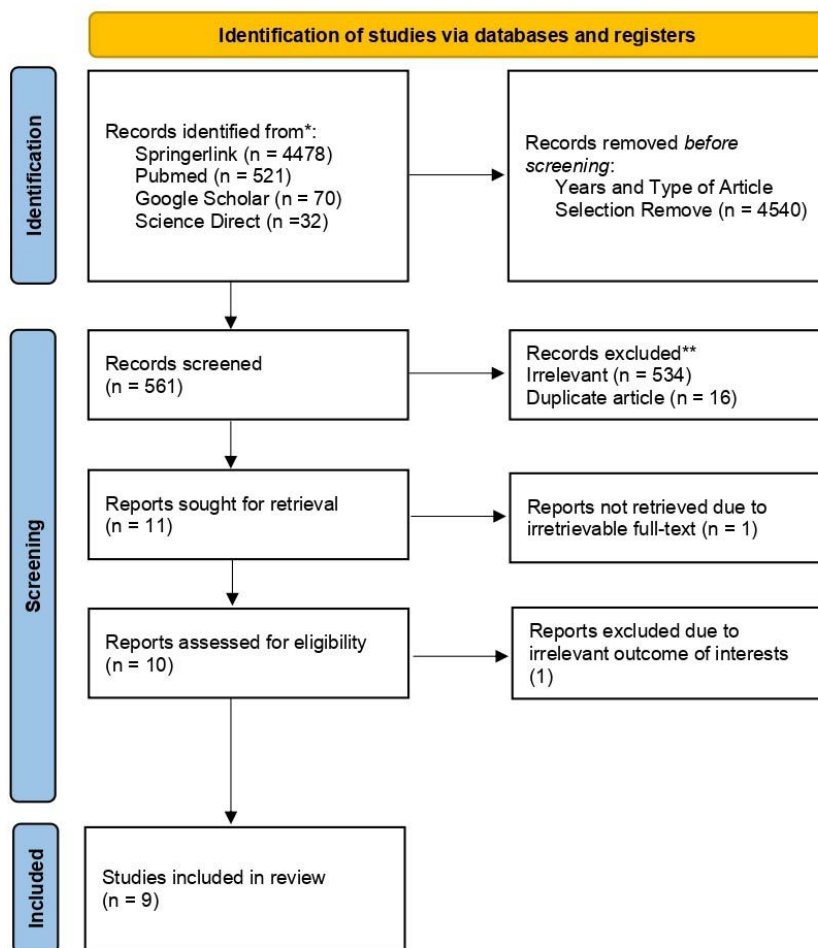 Identification of studies via databases and registers
Identification
Records identified from*:
Springerlink (n = 4478)
Pubmed (n = 521)
Google Scholar (n = 70)
Science Direct (n =32)
Records removed before
screening:
Years and Type of Article
Selection Remove (n = 4540)
Screening
Records screened
(n = 561)
Records excluded**
Irrelevant (n = 534)
Duplicate article (n = 16)
Reports sought for retrieval
(n = 11)
Reports not retrieved due to
irretrievable full-text (n = 1)
Reports assessed for eligibility
(n = 10)
Reports excluded due to
irrelevant outcome of interests
(1)
Included
Studies included in review
(n = 9)